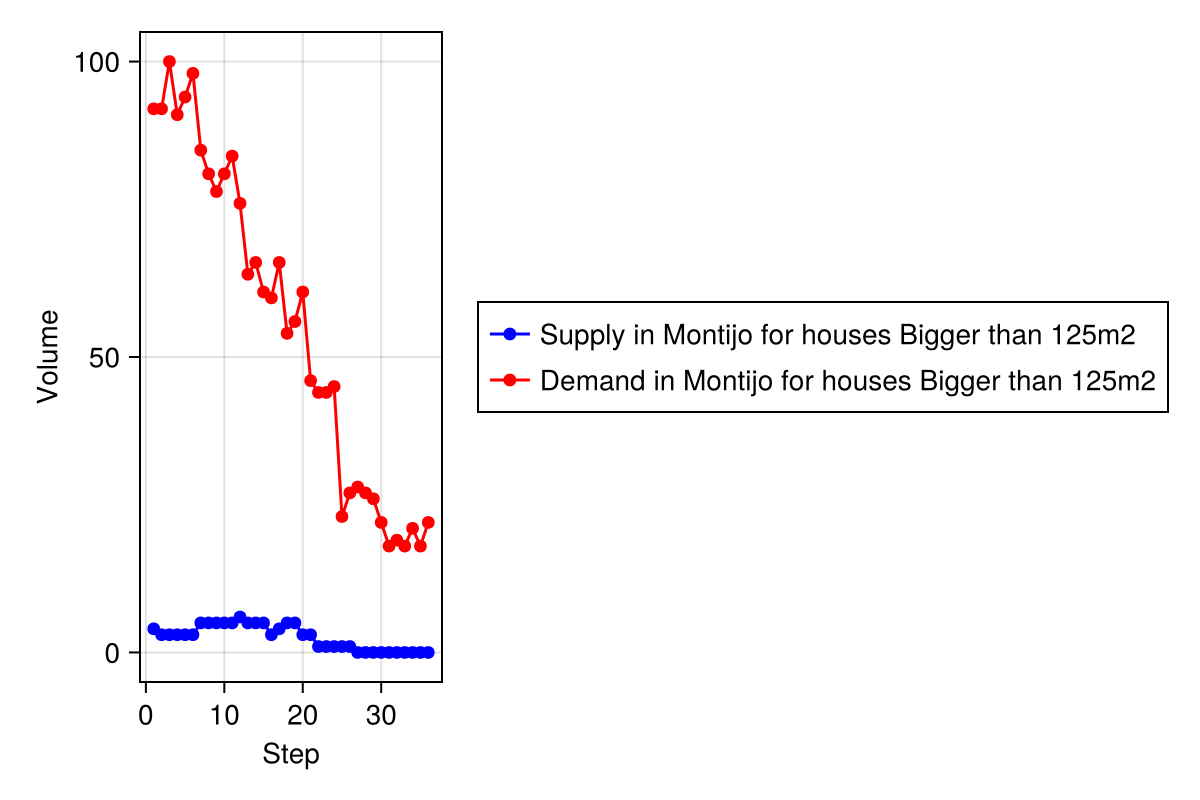 100
50
0
Volume
0 10 20 30
Step
Supply in Montijo for houses Bigger than 125m2
Demand in Montijo for houses Bigger than 125m2